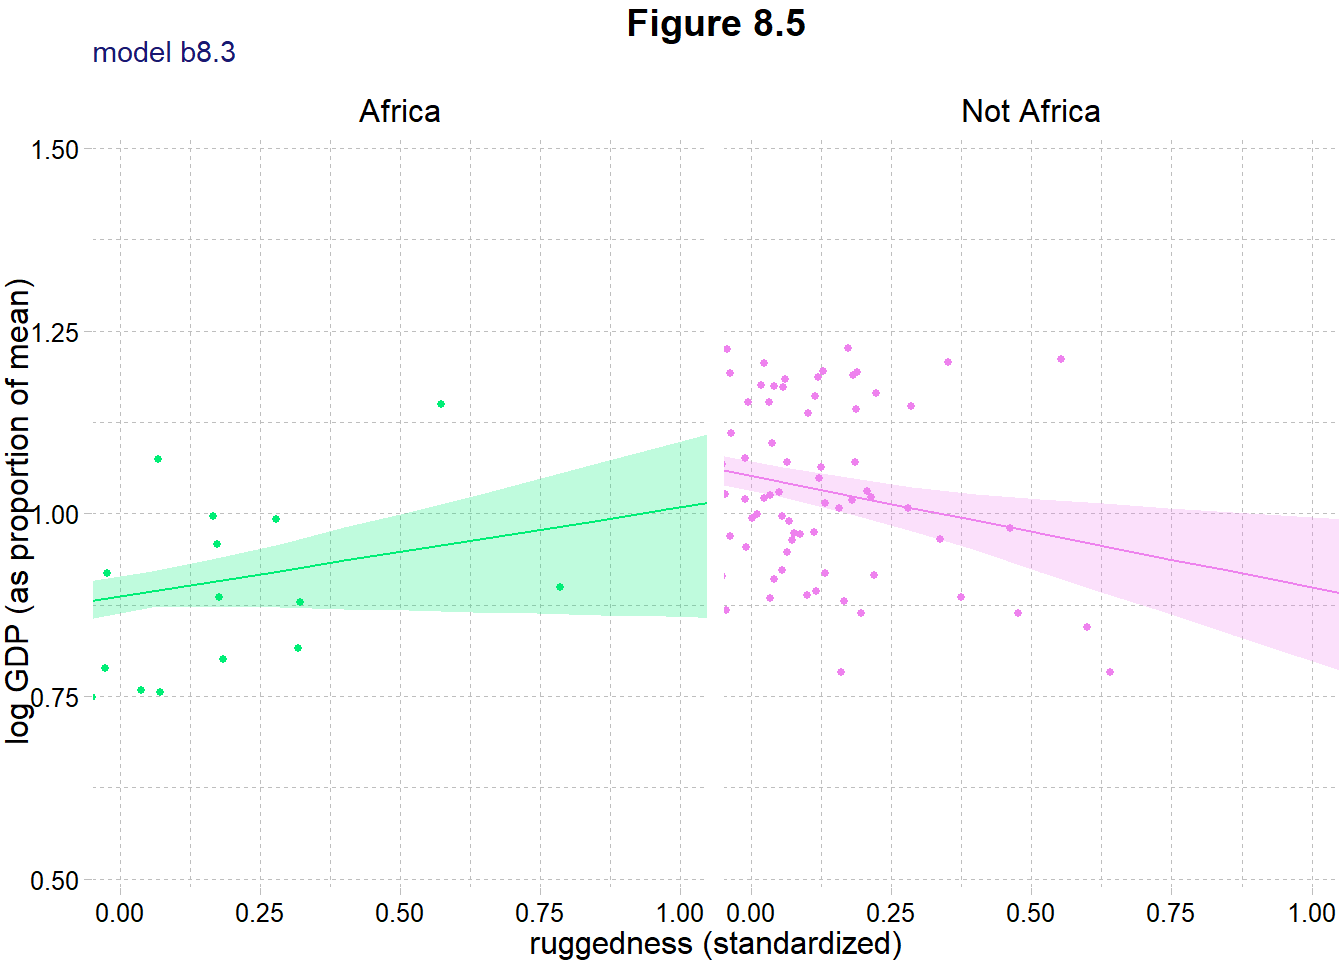 Figure 8.5
model b8.3
Africa
Not Africa
1.50
1.25
1.00
0.75
0.50
log GDP (as proportion of mean)
0.00 0.25 0.50 0.75 1.00
0.00 0.25 0.50 0.75 1.00
ruggedness (standardized)